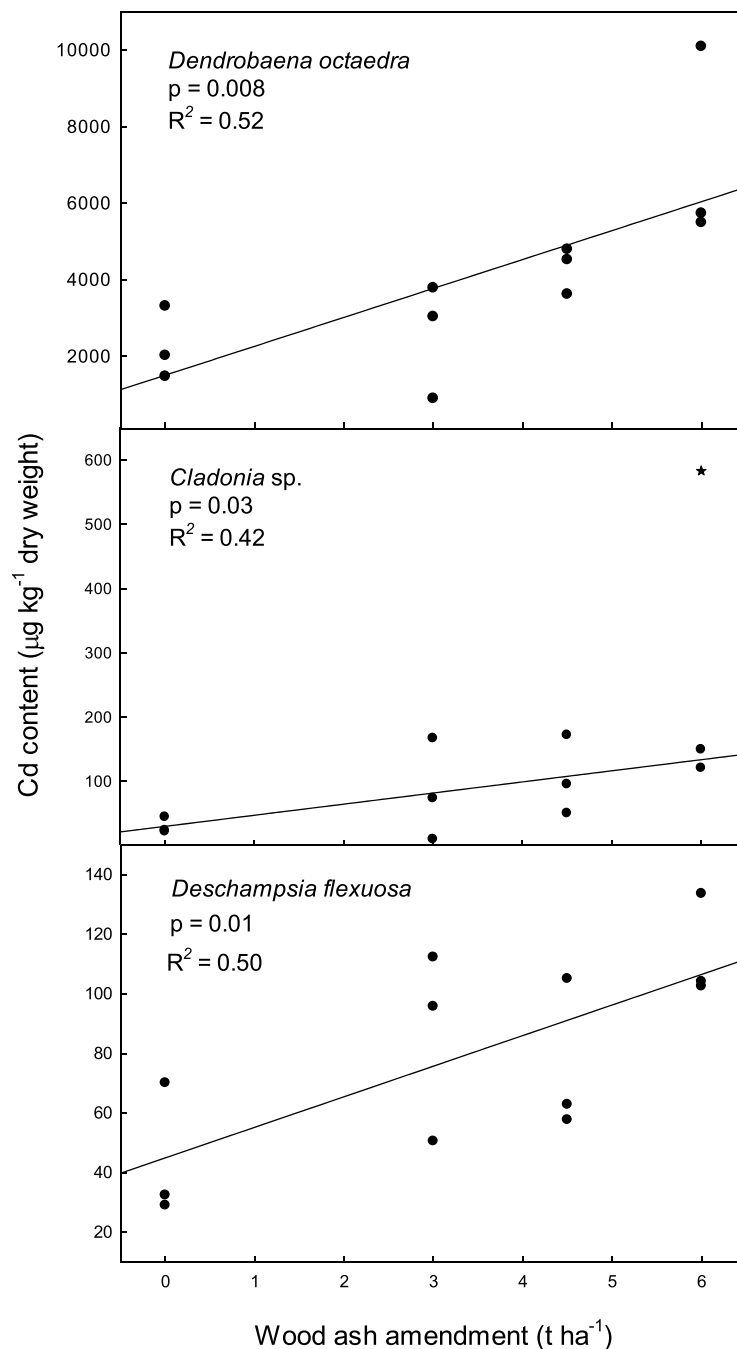 Dendrobaena octaedra
p = 0.008
R² = 0.52
10000
8000
6000
4000
2000
Cladonia sp.
p = 0.03
R² = 0.42
600
500
400
300
200
100
Deschampsia flexuosa
p = 0.01
R² = 0.50
140
120
100
80
60
40
20
0 1 2 3 4 5 6
Cd content (μg kg⁻¹ dry weight)
Wood ash amendment (t ha⁻¹)